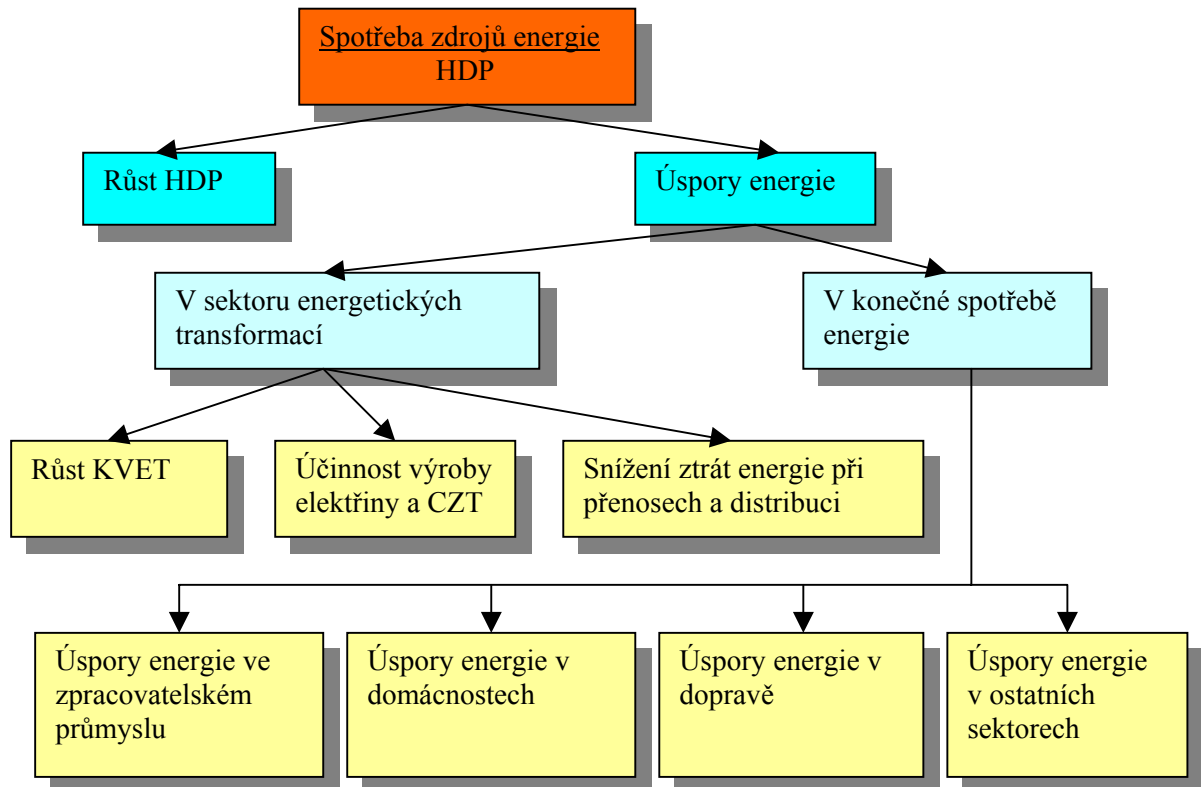 Spotřeba zdrojů energie
HDP
Růst HDP
Úspory energie
V sektoru energetických
transformací
V konečné spotřebě
energie
Růst KVET
Účinnost výroby
elektřiny a CZT
Snížení ztrát energie při
přenosech a distribuci
Úspory energie ve
zpracovatelském
průmyslu
Úspory energie v
domácnostech
Úspory energie v
dopravě
Úspory energie
v ostatních
sektorech